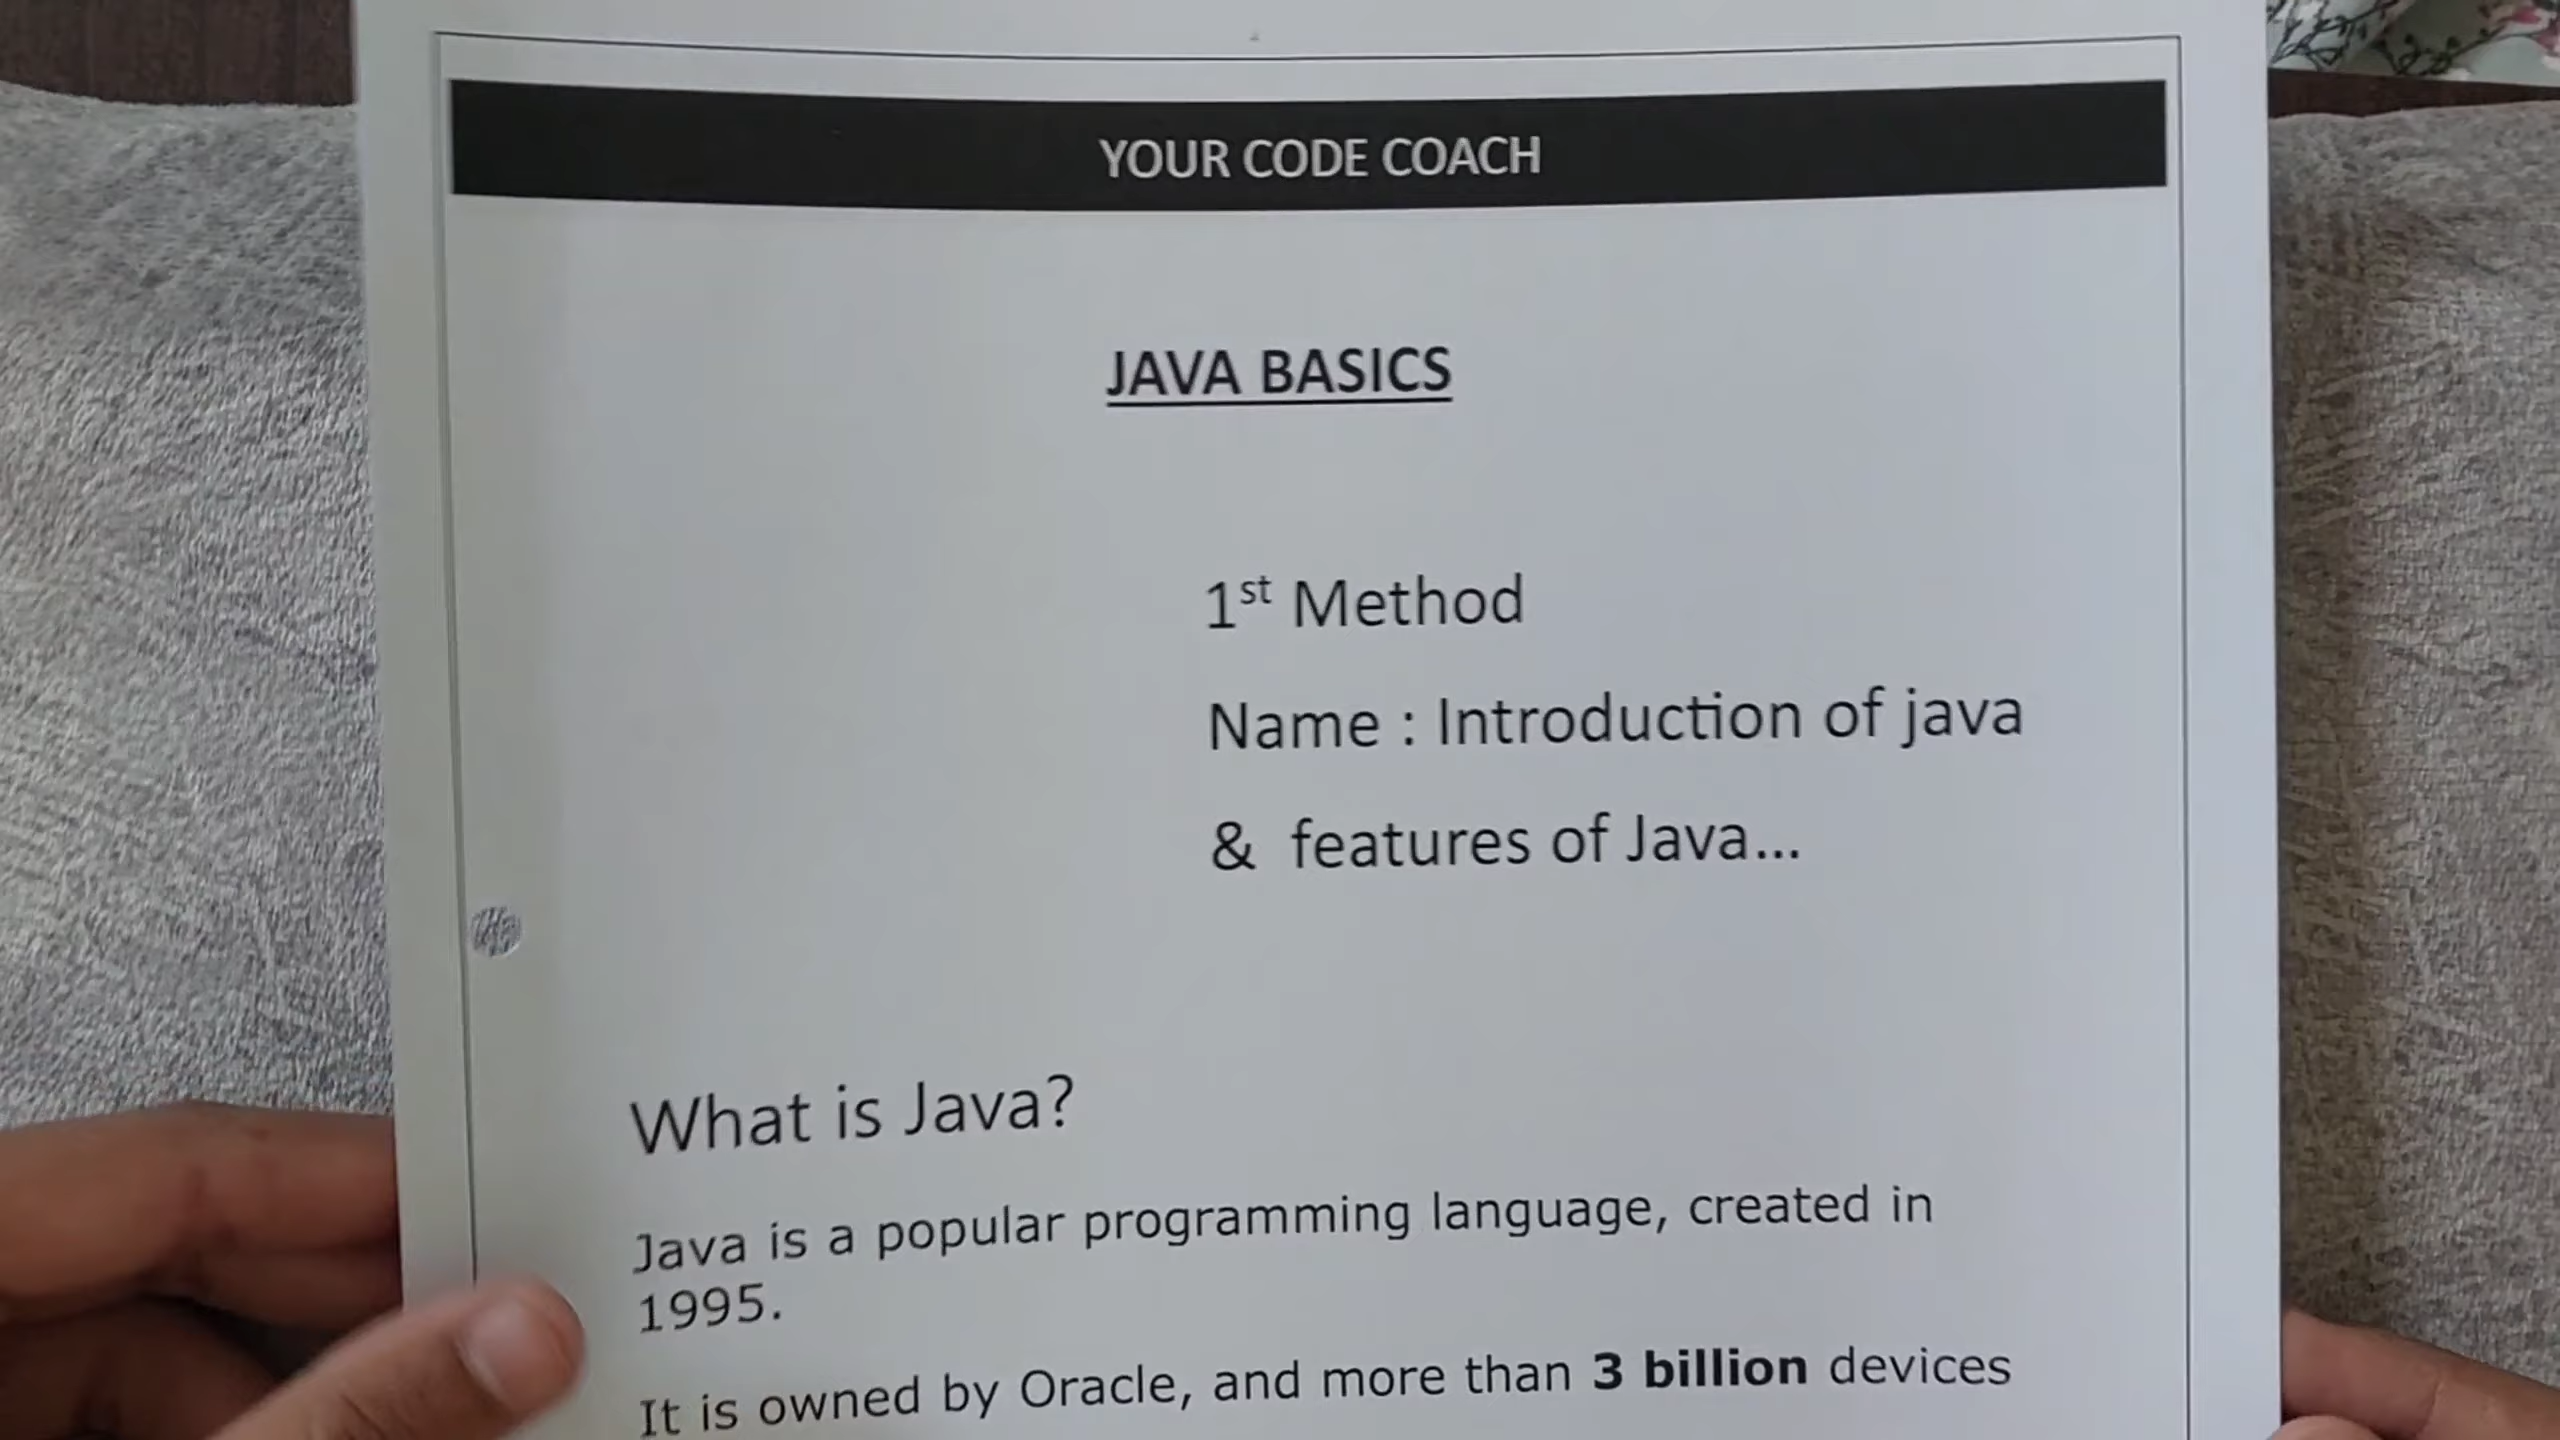 YOUR CODE COACH
JAVA BASICS
1st Method
Name : Introduction of java
& features of Java...
What is Java?
Java is a popular programming language, created in
1995.
It is owned by Oracle, and more than 3 billion devices